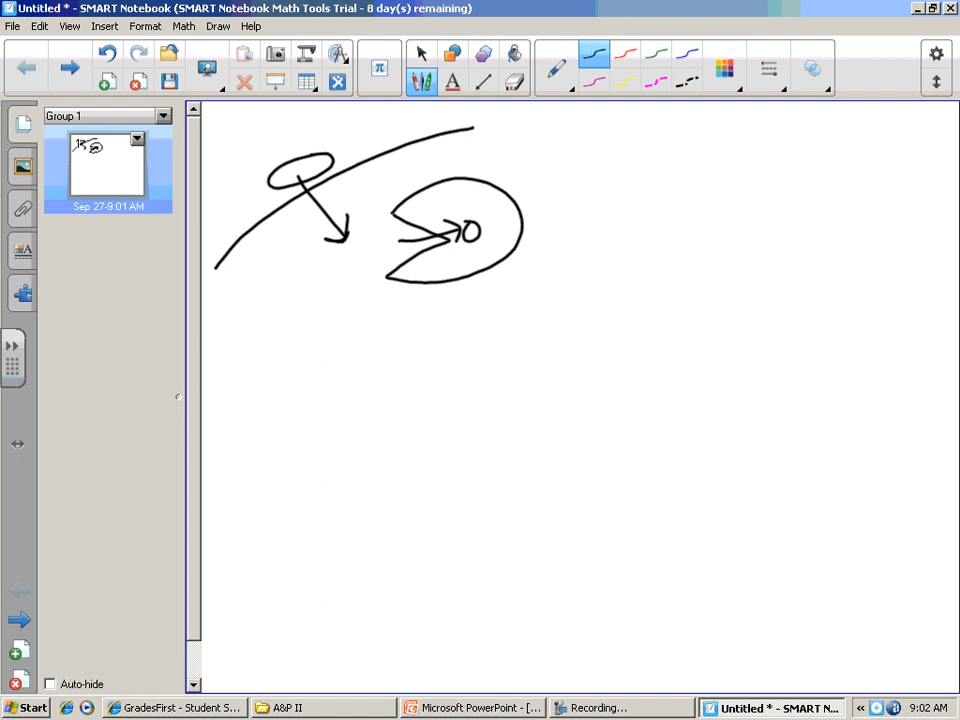 Untitled * - SMART Notebook (SMART Notebook Math Tools Trial - 8 day(s) remaining)
File Edit View Insert Format Math Draw Help
π
A
Group 1
Sep 27-9:01 AM
Auto-hide
Start
GradesFirst - Student S...
A&P II
Microsoft PowerPoint - [...
Recording...
Untitled * - SMART N...
9:02 AM